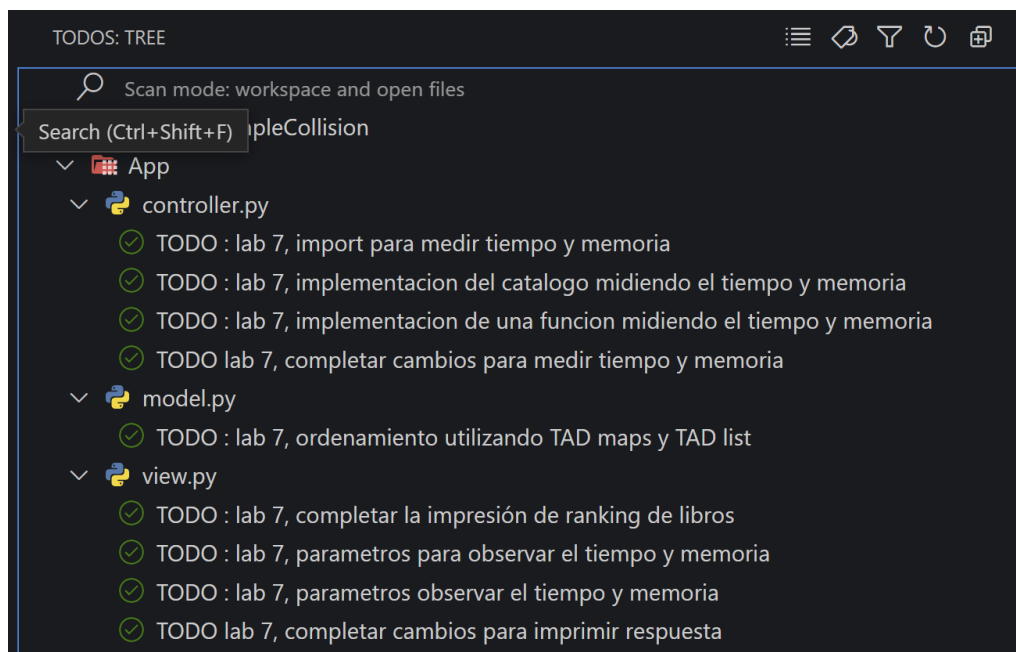 TODOS: TREE
Scan mode: workspace and open files
Search (Ctrl+Shift+F)
App
controller.py
TODO : lab 7, import para medir tiempo y memoria
TODO : lab 7, implementacion del catalogo midiendo el tiempo y memoria
TODO : lab 7, implementacion de una funcion midiendo el tiempo y memoria
TODO lab 7, completar cambios para medir tiempo y memoria
model.py
TODO : lab 7, ordenamiento utilizando TAD maps y TAD list
view.py
TODO : lab 7, completar la impresión de ranking de libros
TODO : lab 7, parametros para observar el tiempo y memoria
TODO : lab 7, parametros observar el tiempo y memoria
TODO lab 7, completar cambios para imprimir respuesta